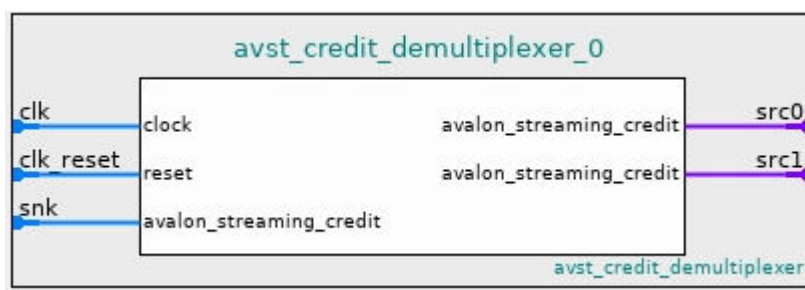 avst_credit_demultiplexer_0
clk
clock
avalon_streaming_credit
src0
clk_reset
reset
avalon_streaming_credit
src1
snk
avalon_streaming_credit
avst_credit_demultiplexer